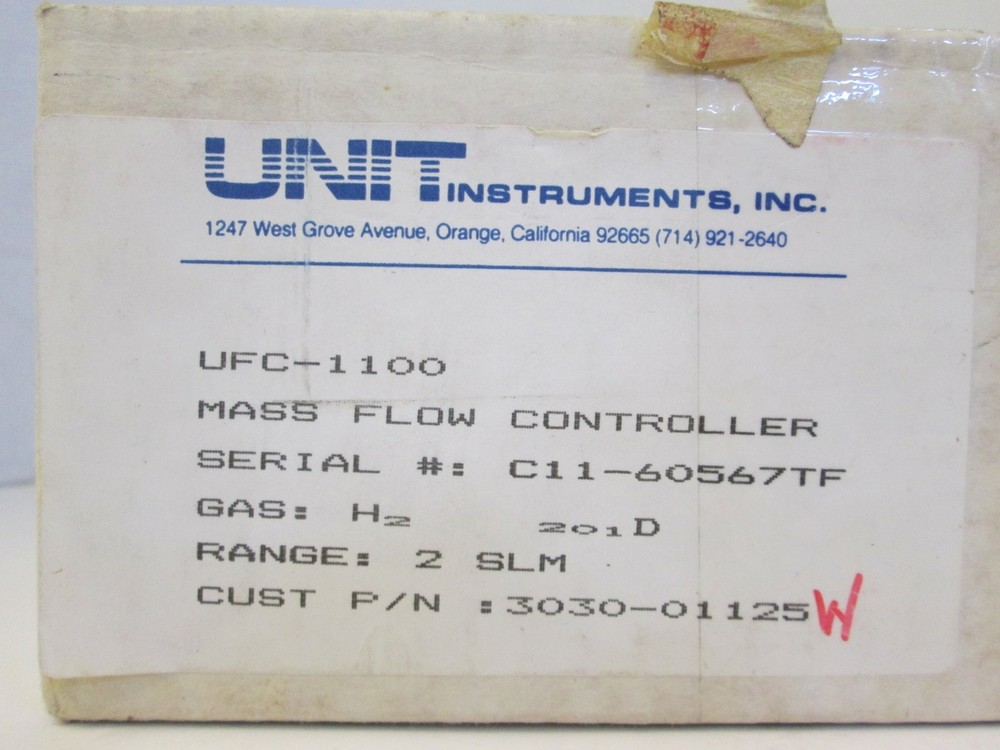 UNIT INSTRUMENTS, INC.
1247 West Grove Avenue, Orange, California 92665 (714) 921-2640
UFC-1100
MASS FLOW CONTROLLER
SERIAL #: C11-60567TF
GAS: H₂ ₂₀₁D
RANGE: 2 SLM
CUST P/N :3030-01125W